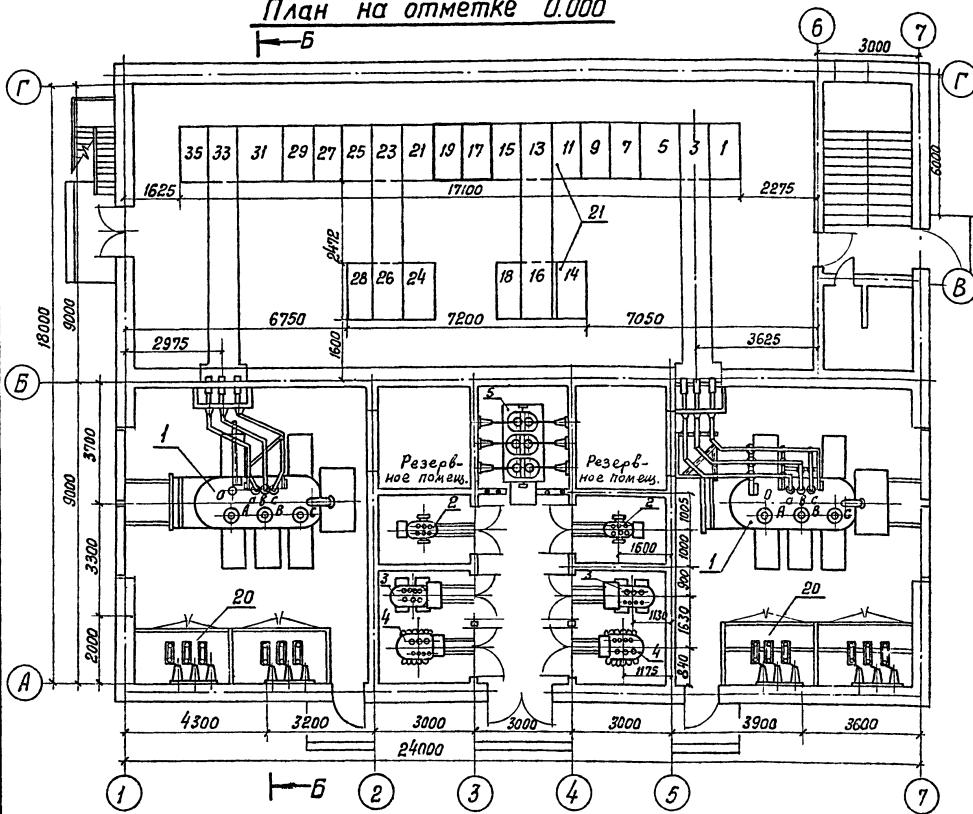 План на отметке 0.000
Б
6 7
3000
Г Г
35 33 31 29 27 25 23 21 19 17 15 13 11 9 7 5 3 1
6000
1625 17100 2275
21
2472
28 26 24 18 16 14
В
18000 9000
6750 7200 7050
1600
2975 3625
Б
5
3700
1 Резерв- Резерв-
ное помещ. ное помещ.
9000
О а в с О а в с
А В С А В С
2 2
1005
1600 1000
1
3300
900
3 3
20 20
1130
1630
4 4
2000
1175
840
А
4300 3200 3000 3000 3000 3900 3600
24000
Б
1 2 3 4 5 7